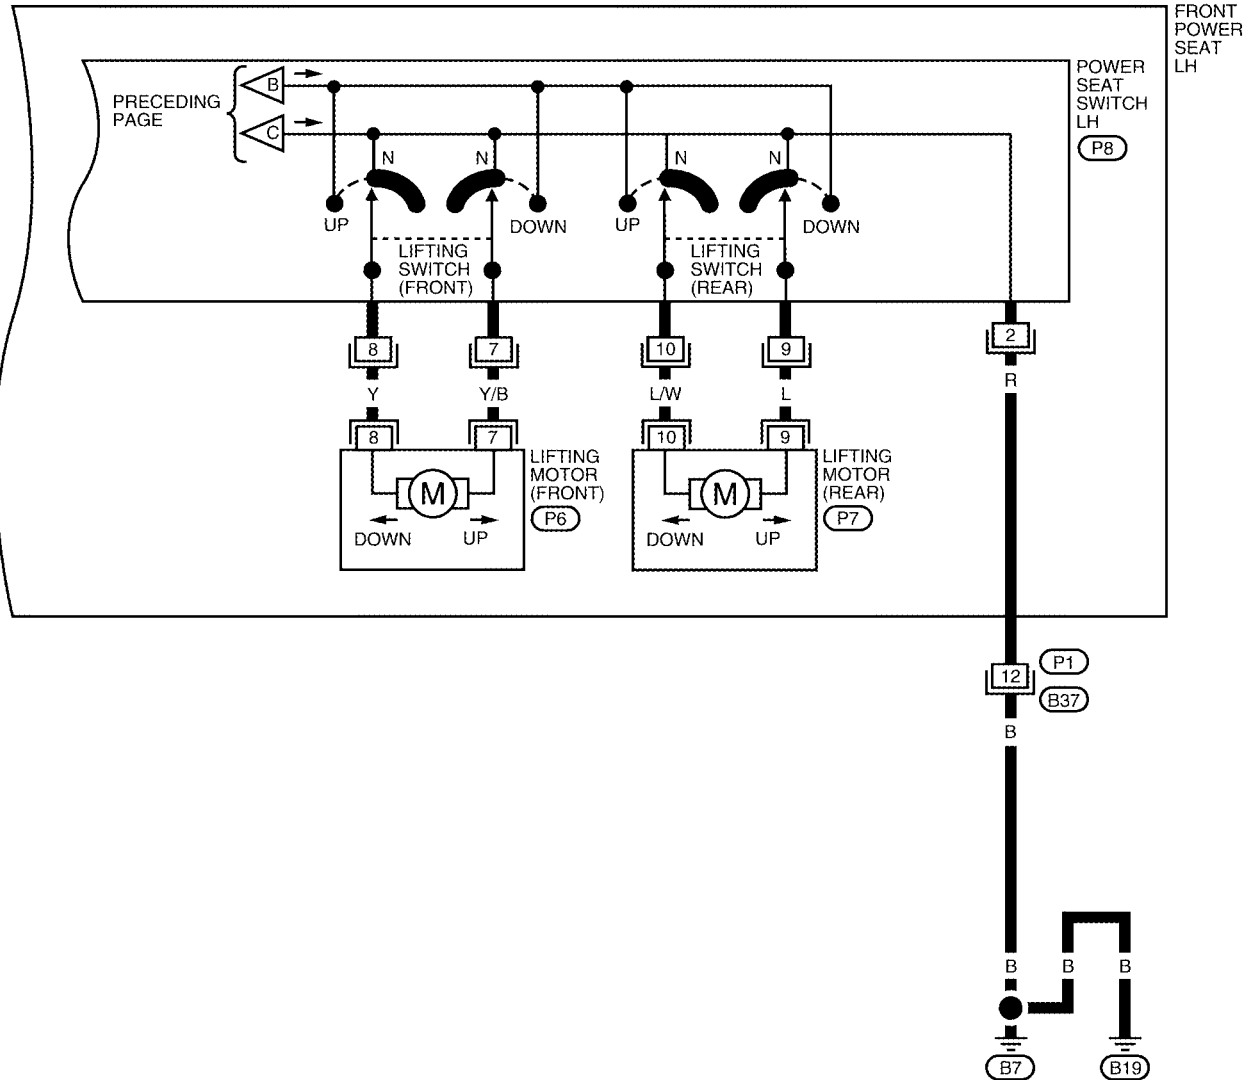 FRONT
POWER
SEAT
LH
POWER
SEAT
SWITCH
LH
P8
PRECEDING
PAGE
B
C
N
N
N
N
UP
DOWN
UP
DOWN
LIFTING
SWITCH
(FRONT)
LIFTING
SWITCH
(REAR)
8
7
10
9
2
Y
Y/B
L/W
L
R
8
7
10
9
LIFTING
MOTOR
(FRONT)
P6
LIFTING
MOTOR
(REAR)
P7
M
M
DOWN
UP
DOWN
UP
12
P1
B37
B
B
B
B
B7
B19